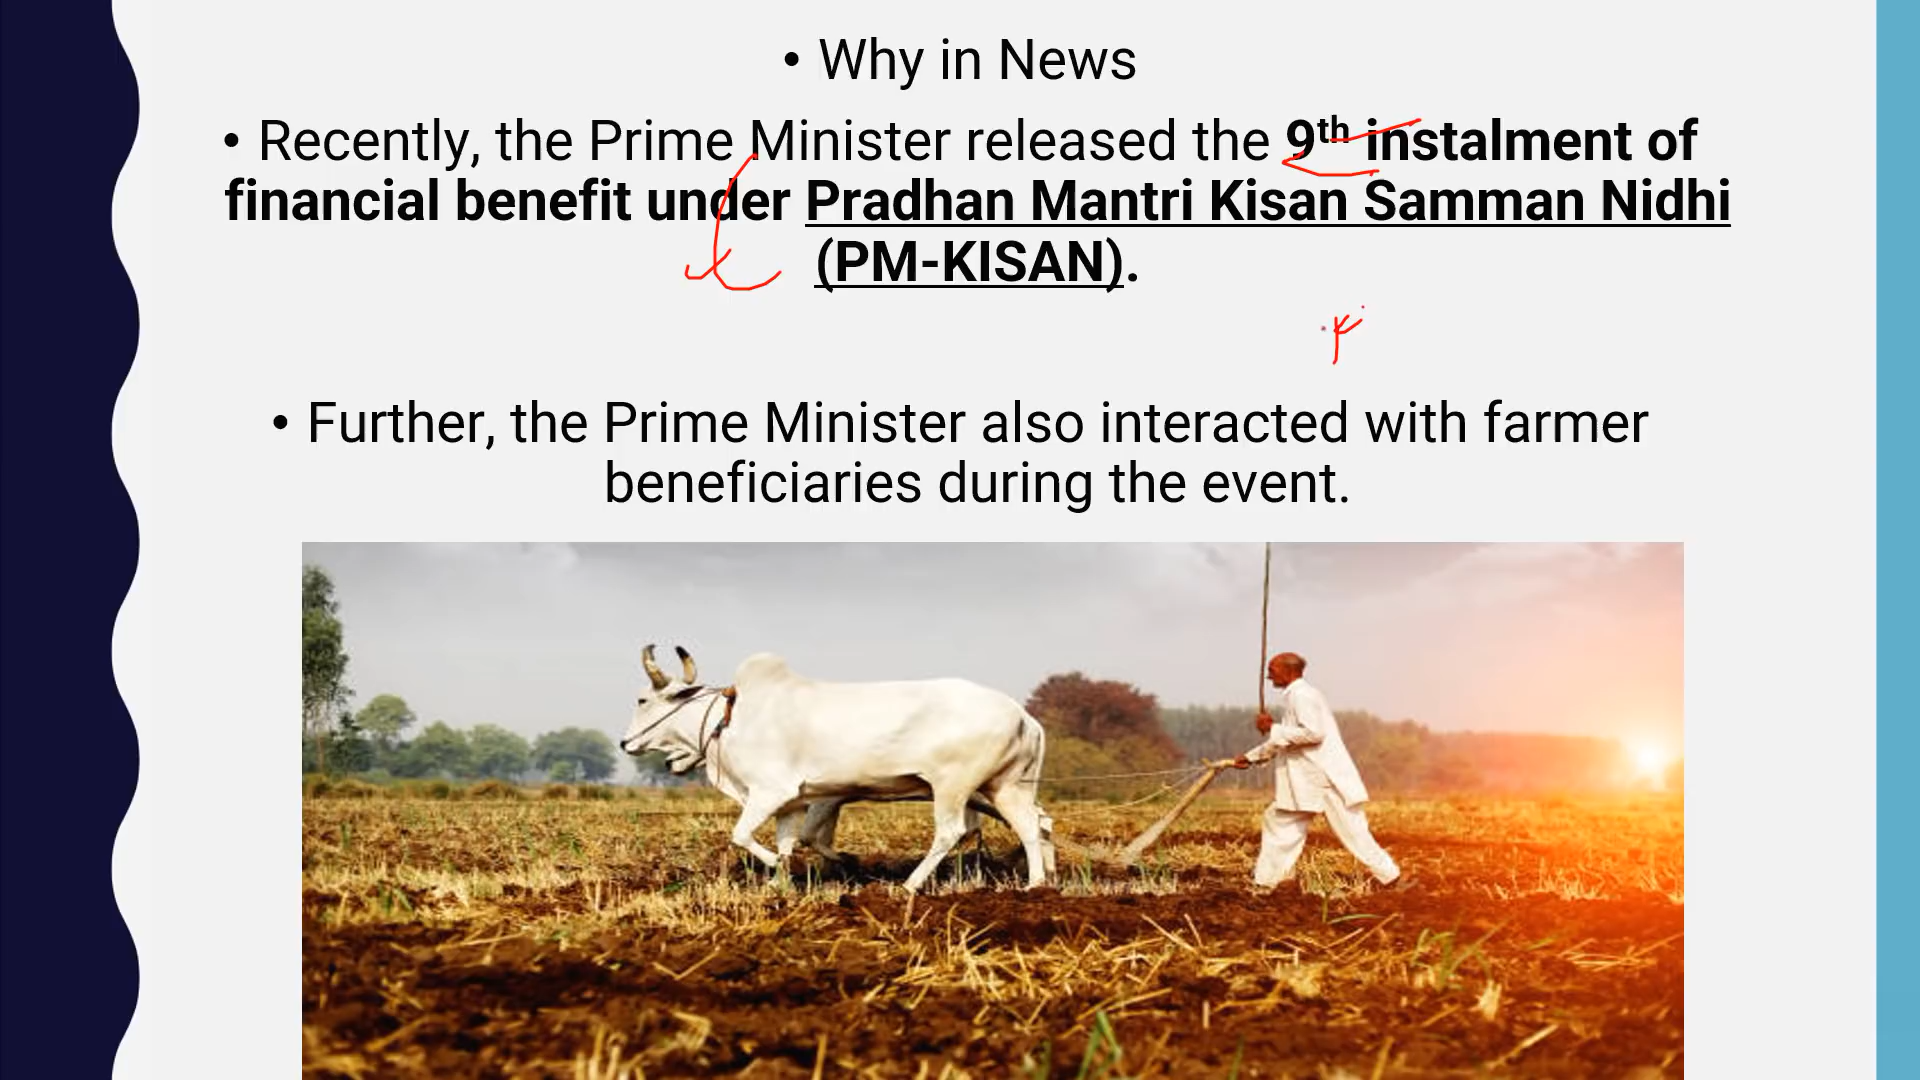 • Why in News
• Recently, the Prime Minister released the 9th instalment of
financial benefit under Pradhan Mantri Kisan Samman Nidhi
(PM-KISAN).
• Further, the Prime Minister also interacted with farmer
beneficiaries during the event.